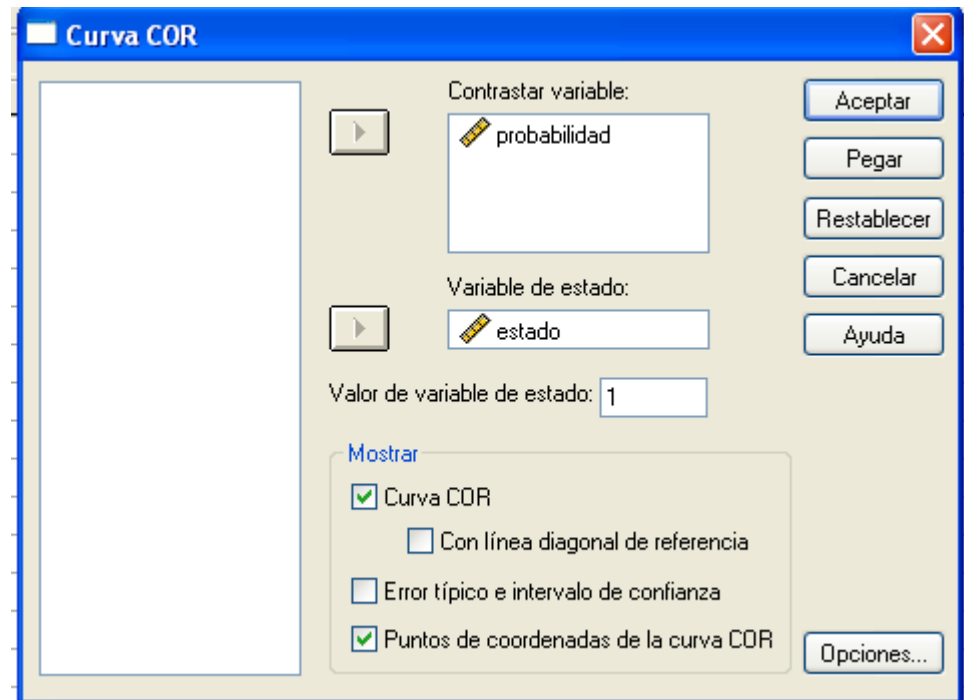 Curva COR
Contrastar variable:
probabilidad
Variable de estado:
estado
Valor de variable de estado: 1
Mostrar
Curva COR
Con línea diagonal de referencia
Error típico e intervalo de confianza
Puntos de coordenadas de la curva COR
Aceptar
Pegar
Restablecer
Cancelar
Ayuda
Opciones...